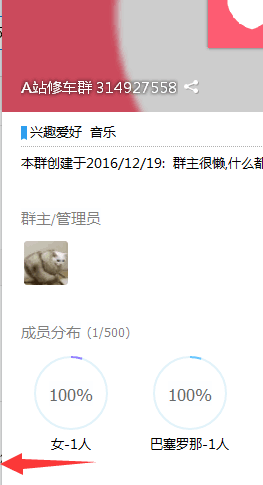 A站修车群 314927558
兴趣爱好 音乐
本群创建于2016/12/19: 群主很懒,什么都
群主/管理员
成员分布 (1/500)
100% 100%
女-1人 巴塞罗那-1人